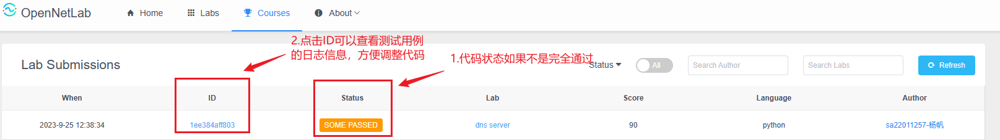 OpenNetLab
Home
Labs
Courses
About
2.点击ID可以查看测试用例
的日志信息，方便调整代码
1.代码状态如果不是完全通过
Lab Submissions
Status
All
Search Author
Search Labs
Refresh
When ID Status Lab Score Language Author
2023-9-25 12:38:34 1ee384aff803 SOME PASSED dns server 90 python sa22011257-杨帆